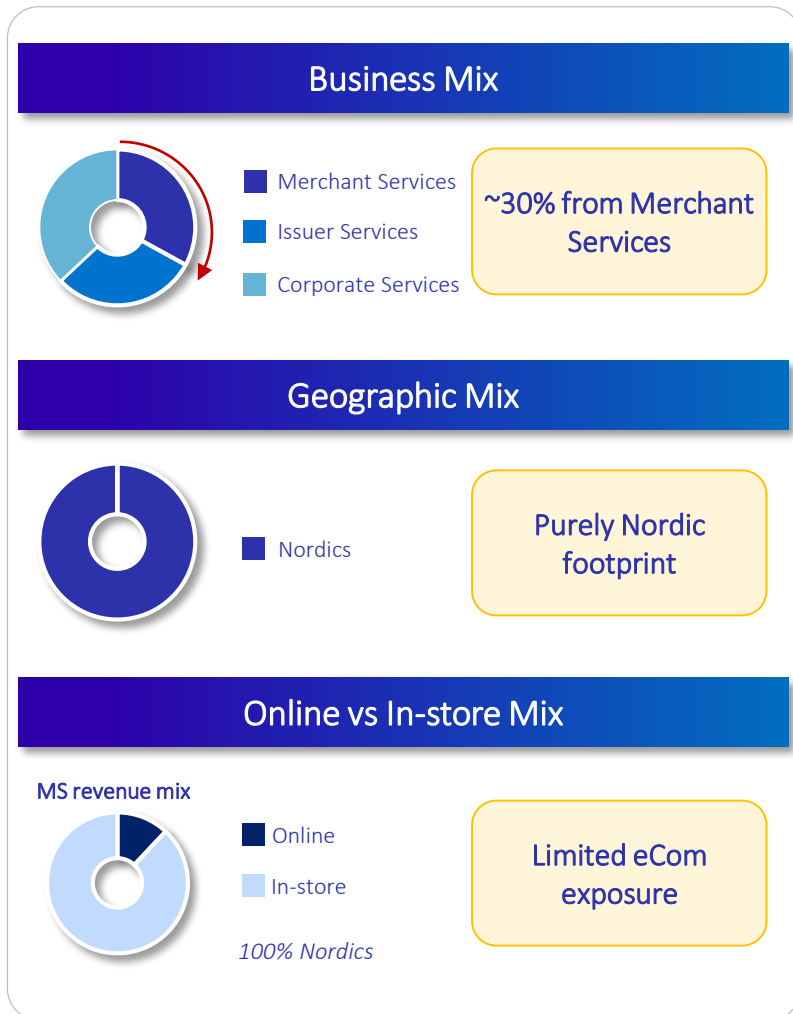 Business Mix
Merchant Services
Issuer Services
Corporate Services
~30% from Merchant
Services
Geographic Mix
Nordics
Purely Nordic
footprint
Online vs In-store Mix
MS revenue mix
Online
In-store
100% Nordics
Limited eCom
exposure